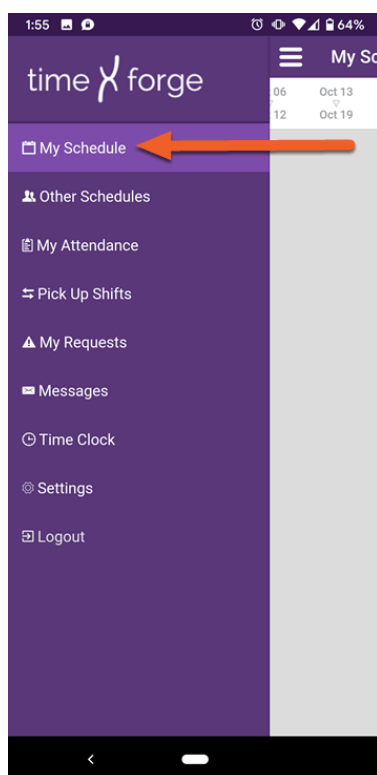 1:55
64%
time forge
My Sc
06 Oct 13
12 Oct 19
My Schedule
Other Schedules
My Attendance
Pick Up Shifts
My Requests
Messages
Time Clock
Settings
Logout